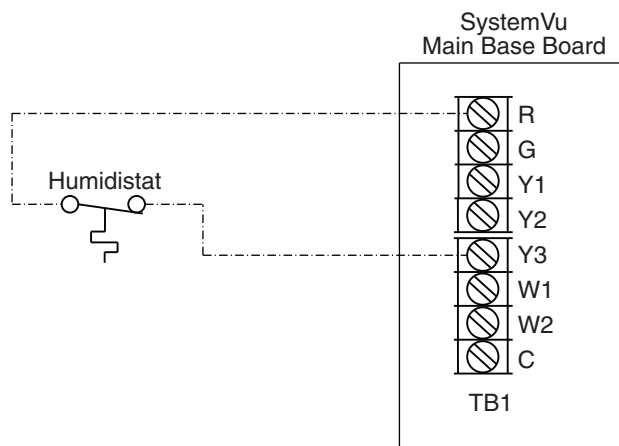 SystemVu
Main Base Board
R
G
Humidistat
Y1
Y2
Y3
W1
W2
C
TB1